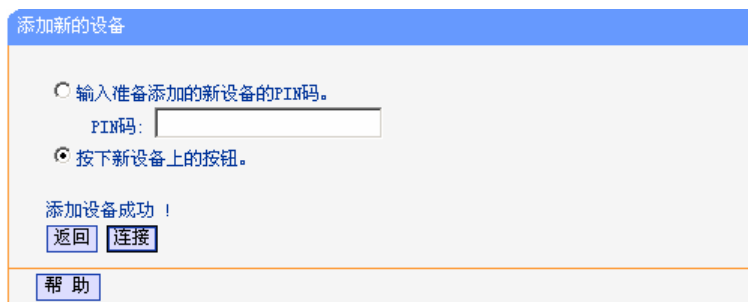 添加新的设备
输入准备添加的新设备的PIN码。
PIN码:
按下新设备上的按钮。
添加设备成功 !
返回 连接
帮 助